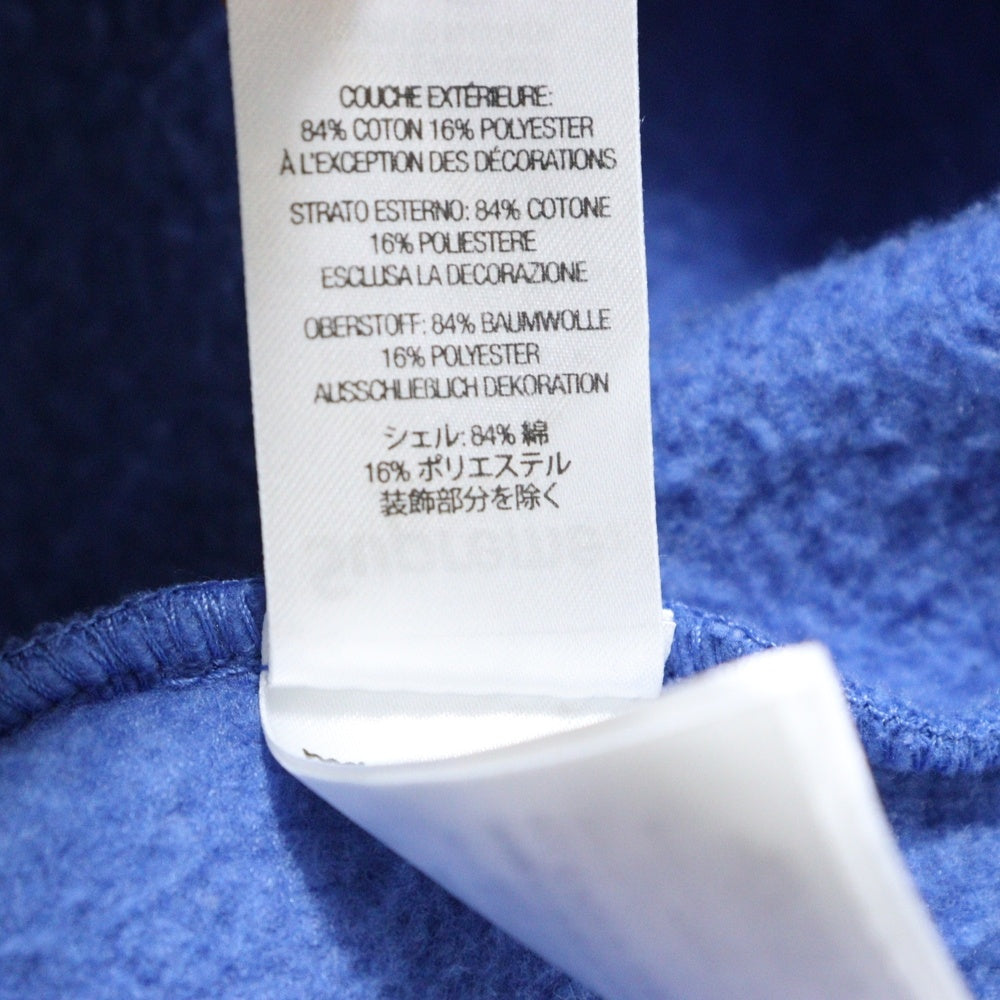 COUCHE EXTÉRIEURE:
84% COTON 16% POLYESTER
À L'EXCEPTION DES DÉCORATIONS
STRATO ESTERNO: 84% COTONE
16% POLIESTERE
ESCLUSA LA DECORAZIONE
OBERSTOFF: 84% BAUMWOLLE
16% POLYESTER
AUSSCHLIEßLICH DEKORATION
シェル: 84% 綿
16% ポリエステル
装飾部分を除く